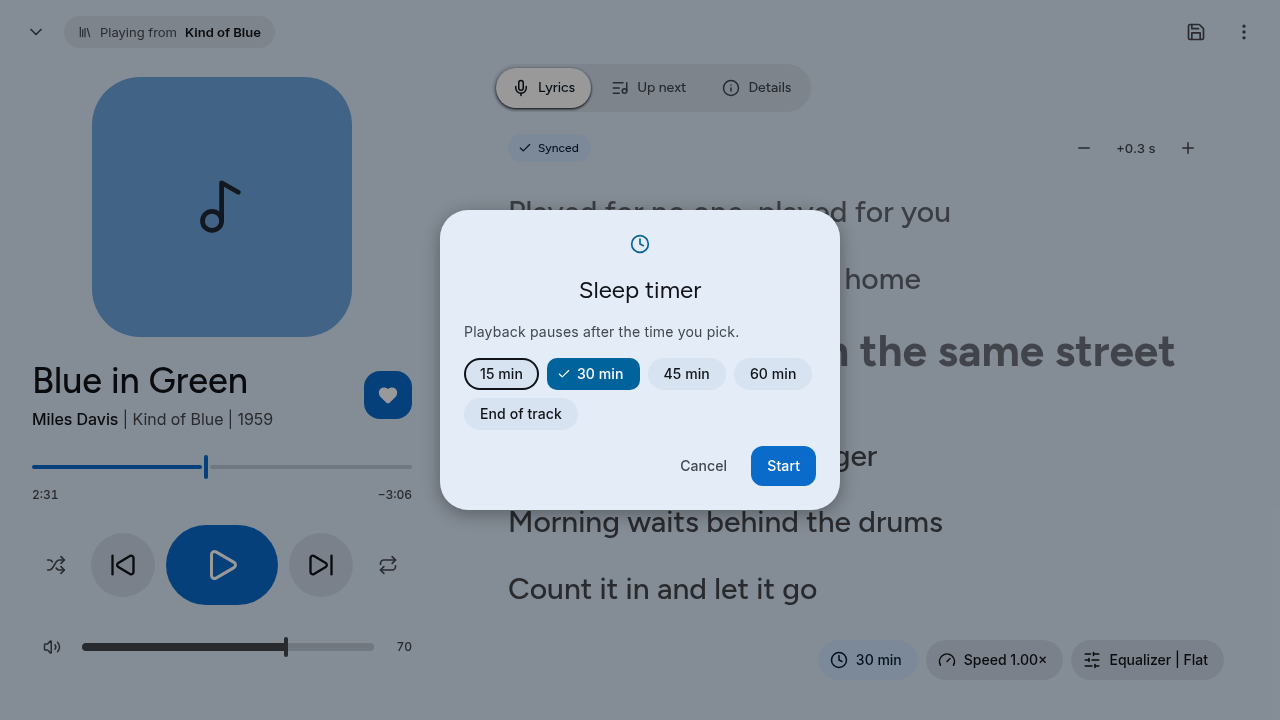 Playing from Kind of Blue
Lyrics
Up next
Details
Synced
+0.3 s
Blue in Green
Miles Davis | Kind of Blue | 1959
2:31
−3:06
70
Played for no one, played for you
home
the same street
Morning waits behind the drums
Count it in and let it go
Sleep timer
Playback pauses after the time you pick.
15 min
30 min
45 min
60 min
End of track
Cancel
Start
30 min
Speed 1.00×
Equalizer | Flat